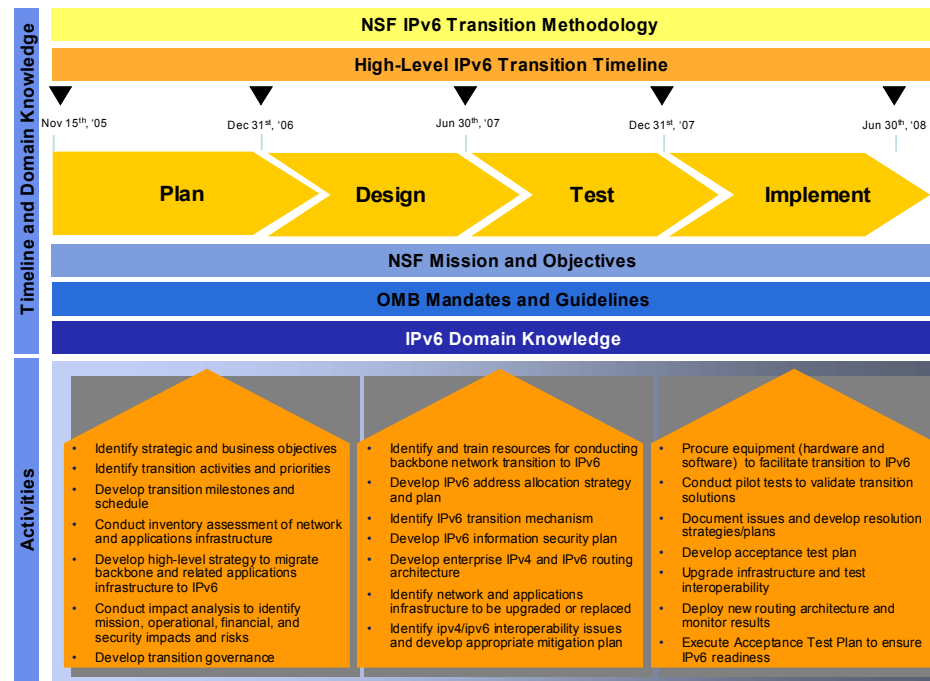 Timeline and Domain Knowledge
NSF IPv6 Transition Methodology
High-Level IPv6 Transition Timeline
Nov 15th, '05
Dec 31st, '06
Jun 30th, '07
Dec 31st, '07
Jun 30th, '08
Plan
Design
Test
Implement
NSF Mission and Objectives
OMB Mandates and Guidelines
IPv6 Domain Knowledge
Activities
• Identify strategic and business objectives
• Identify transition activities and priorities
• Develop transition milestones and
schedule
• Conduct inventory assessment of network
and applications infrastructure
• Develop high-level strategy to migrate
backbone and related applications
infrastructure to IPv6
• Conduct impact analysis to identify
mission, operational, financial, and
security impacts and risks
• Develop transition governance
• Identify and train resources for conducting
backbone network transition to IPv6
• Develop IPv6 address allocation strategy
and plan
• Identify IPv6 transition mechanism
• Develop IPv6 information security plan
• Develop enterprise IPv4 and IPv6 routing
architecture
• Identify network and applications
infrastructure to be upgraded or replaced
• Identify ipv4/ipv6 interoperability issues
and develop appropriate mitigation plan
• Procure equipment (hardware and
software) to facilitate transition to IPv6
• Conduct pilot tests to validate transition
solutions
• Document issues and develop resolution
strategies/plans
• Develop acceptance test plan
• Upgrade infrastructure and test
interoperability
• Deploy new routing architecture and
monitor results
• Execute Acceptance Test Plan to ensure
IPv6 readiness